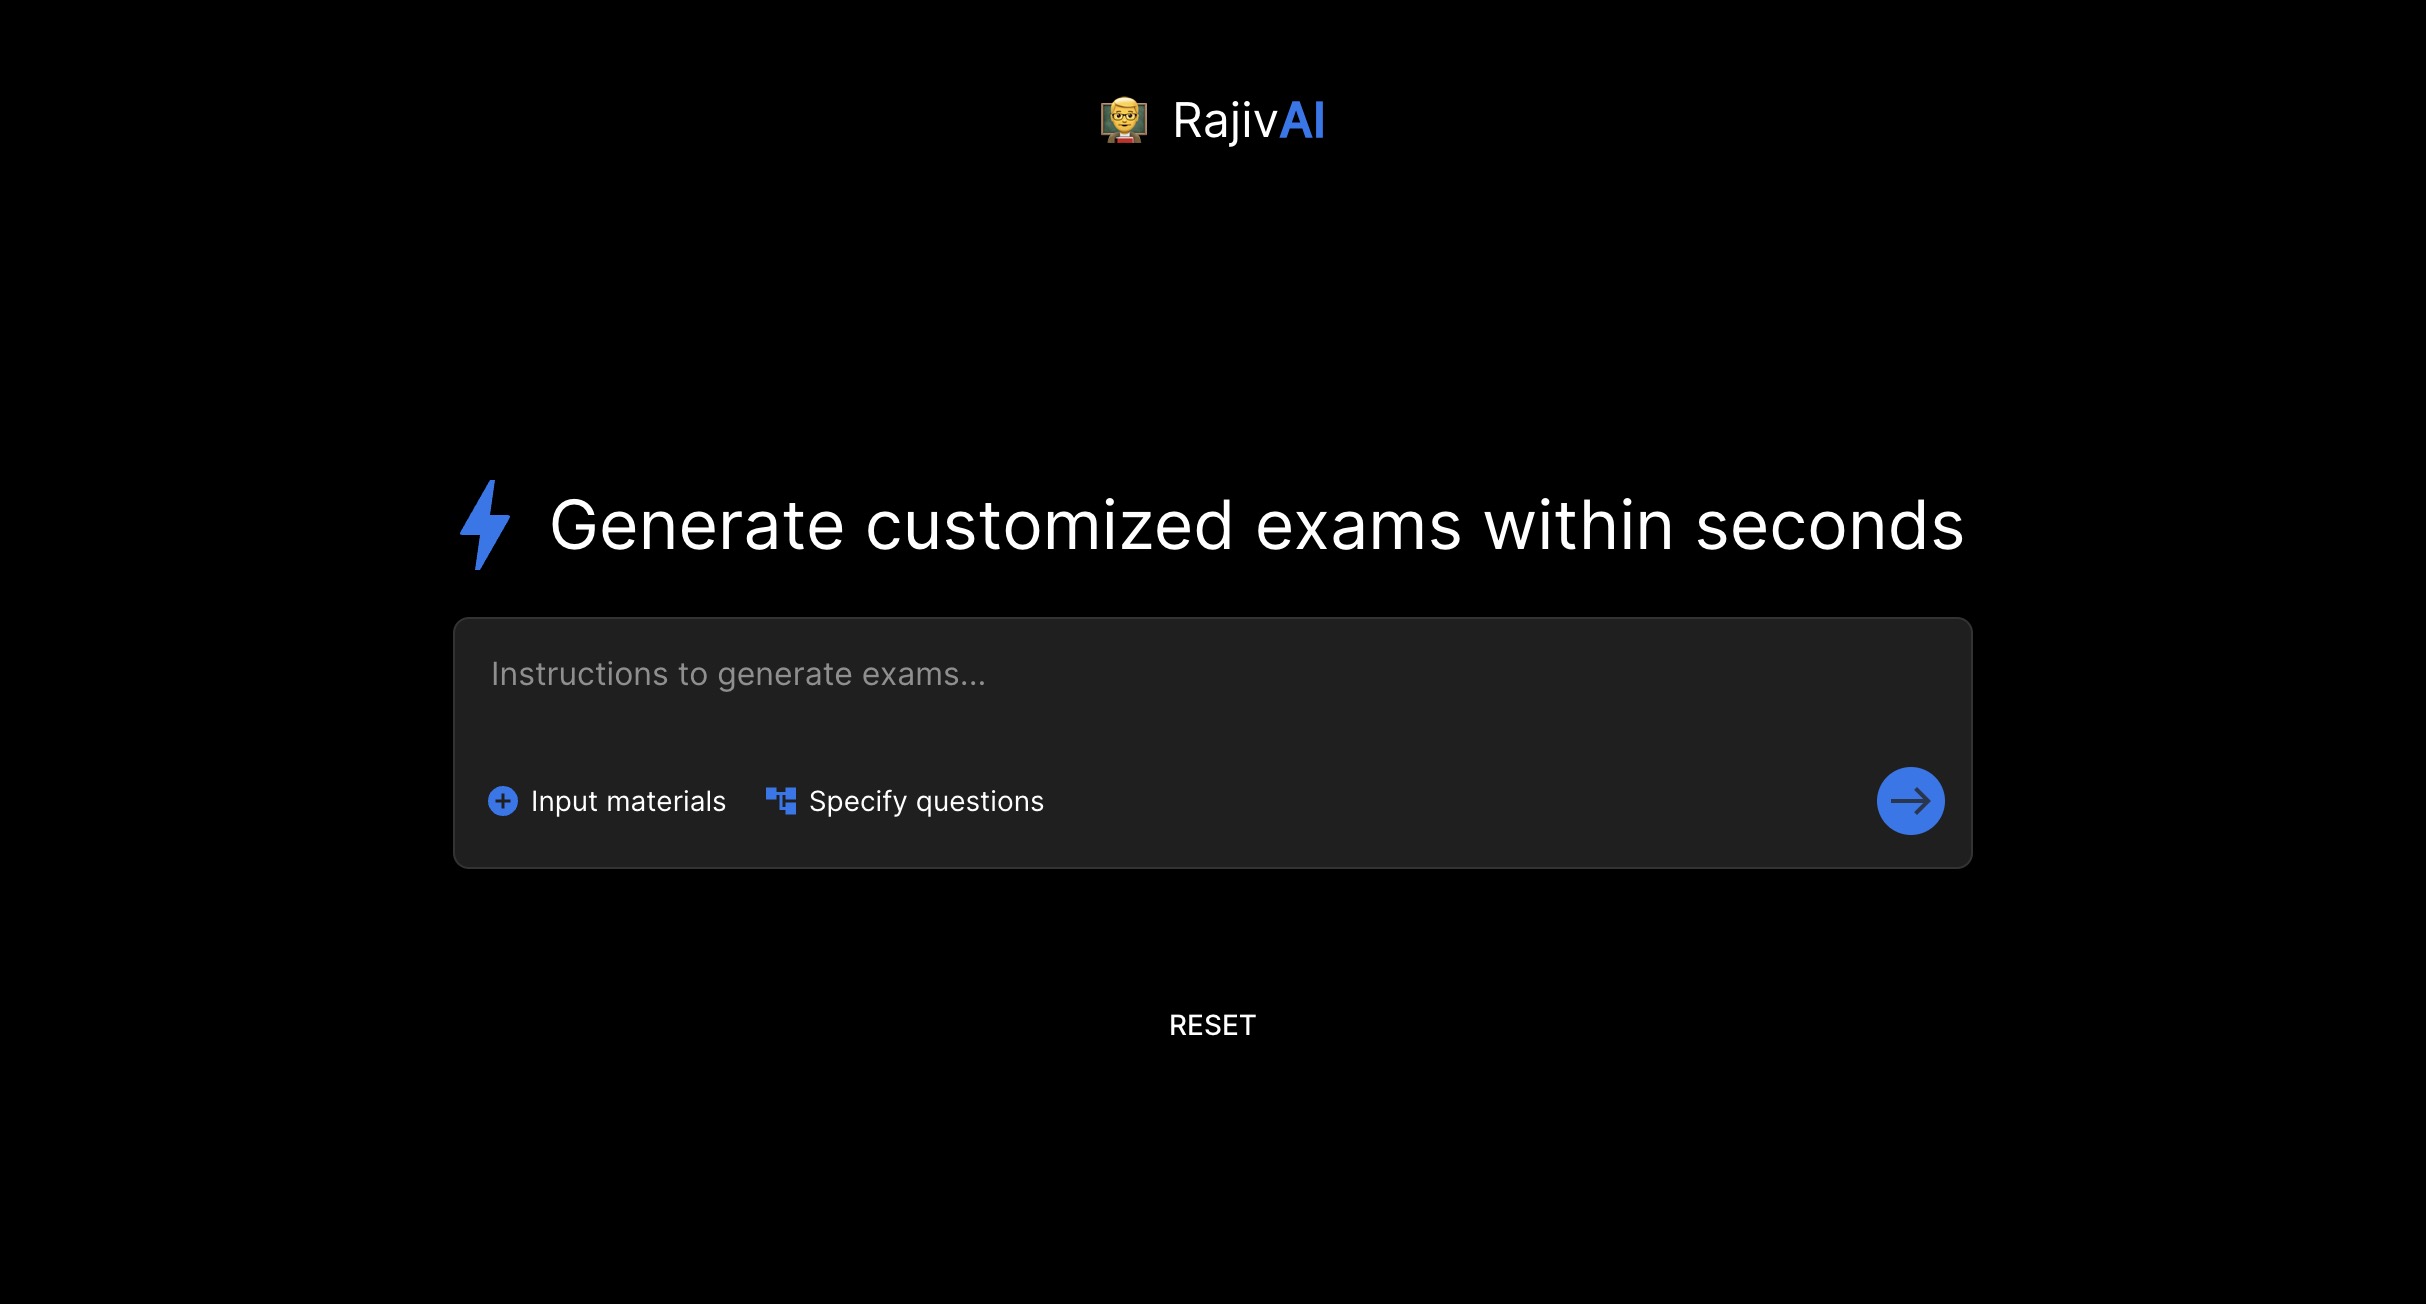 RajivAI
Generate customized exams within seconds
Instructions to generate exams...
Input materials
Specify questions
RESET